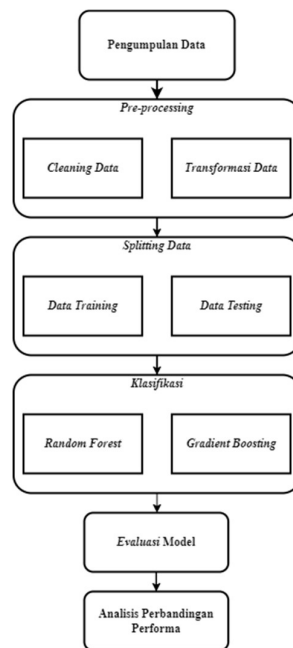 Pengumpulan Data
Pre-processing
Cleaning Data
Transformasi Data
Splitting Data
Data Training
Data Testing
Klasifikasi
Random Forest
Gradient Boosting
Evaluasi Model
Analisis Perbandingan
Performa